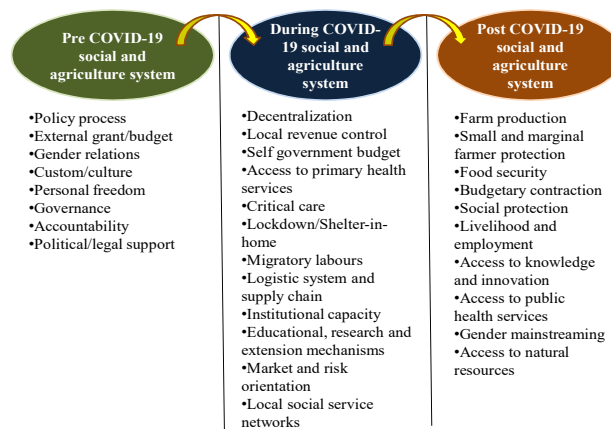 Pre COVID-19
social and
agriculture system
•Policy process
•External grant/budget
•Gender relations
•Custom/culture
•Personal freedom
•Governance
•Accountability
•Political/legal support
During COVID-
19 social and
agriculture
system
•Decentralization
•Local revenue control
•Self government budget
•Access to primary health
services
•Critical care
•Lockdown/Shelter-in-
home
•Migratory labours
•Logistic system and
supply chain
•Institutional capacity
•Educational, research and
extension mechanisms
•Market and risk
orientation
•Local social service
networks
Post COVID-19
social and
agriculture
system
•Farm production
•Small and marginal
farmer protection
•Food security
•Budgetary contraction
•Social protection
•Livelihood and
employment
•Access to knowledge
and innovation
•Access to public
health services
•Gender mainstreaming
•Access to natural
resources